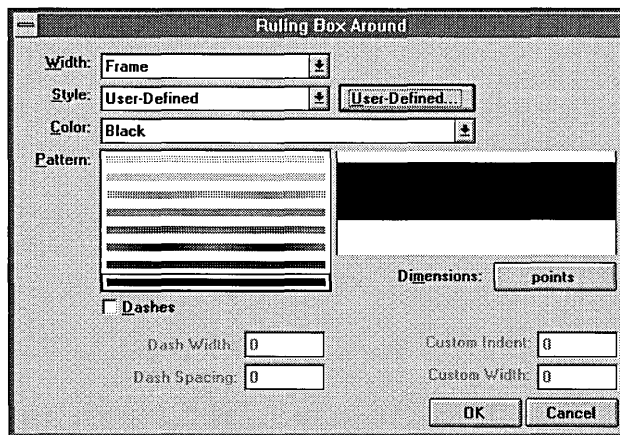 Ruling Box Around
Width: Frame
Style: User-Defined User-Defined...
Color: Black
Pattern:
Dimensions: points
Dashes
Dash Width: 0 Custom Indent: 0
Dash Spacing: 0 Custom Width: 0
OK Cancel